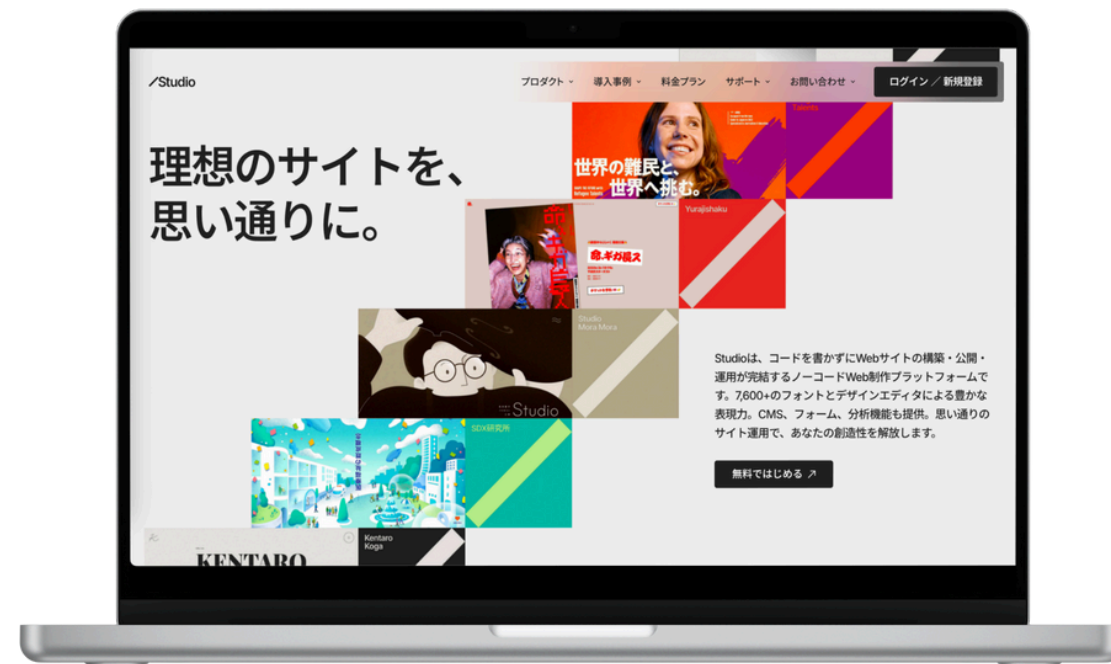 /Studio
プロダクト
導入事例
料金プラン
サポート
お問い合わせ
ログイン / 新規登録
理想のサイトを、
思い通りに。
Talents
世界の難民と、
世界へ挑む。
Yurajishaku
命、ギガ長ス
Studio
Mura Mura
Studio
SDX研究所
Studioは、コードを書かずにWebサイトの構築・公開・
運用が完結するノーコードWeb制作プラットフォームで
す。7,600+のフォントとデザインエディタによる豊かな
表現力。CMS、フォーム、分析機能も提供。思い通りの
サイト運用で、あなたの創造性を解放します。
無料ではじめる
Kentaro
Koga
KENTARO